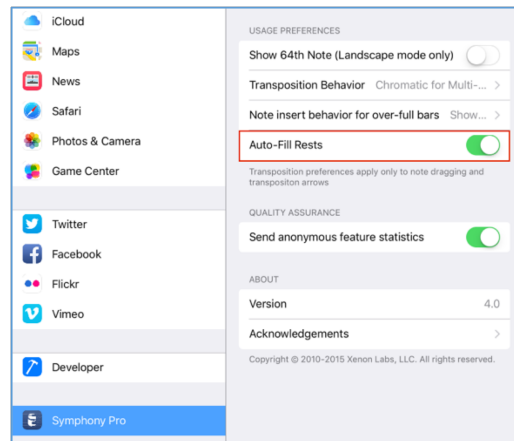 iCloud
Maps
News
Safari
Photos & Camera
Game Center
Twitter
Facebook
Flickr
Vimeo
Developer
Symphony Pro
USAGE PREFERENCES
Show 64th Note (Landscape mode only)
Transposition Behavior Chromatic for Multi-...
Note insert behavior for over-full bars Show...
Auto-Fill Rests
Transposition preferences apply only to note dragging and
transpositon arrows
QUALITY ASSURANCE
Send anonymous feature statistics
ABOUT
Version 4.0
Acknowledgements
Copyright © 2010-2015 Xenon Labs, LLC. All rights reserved.